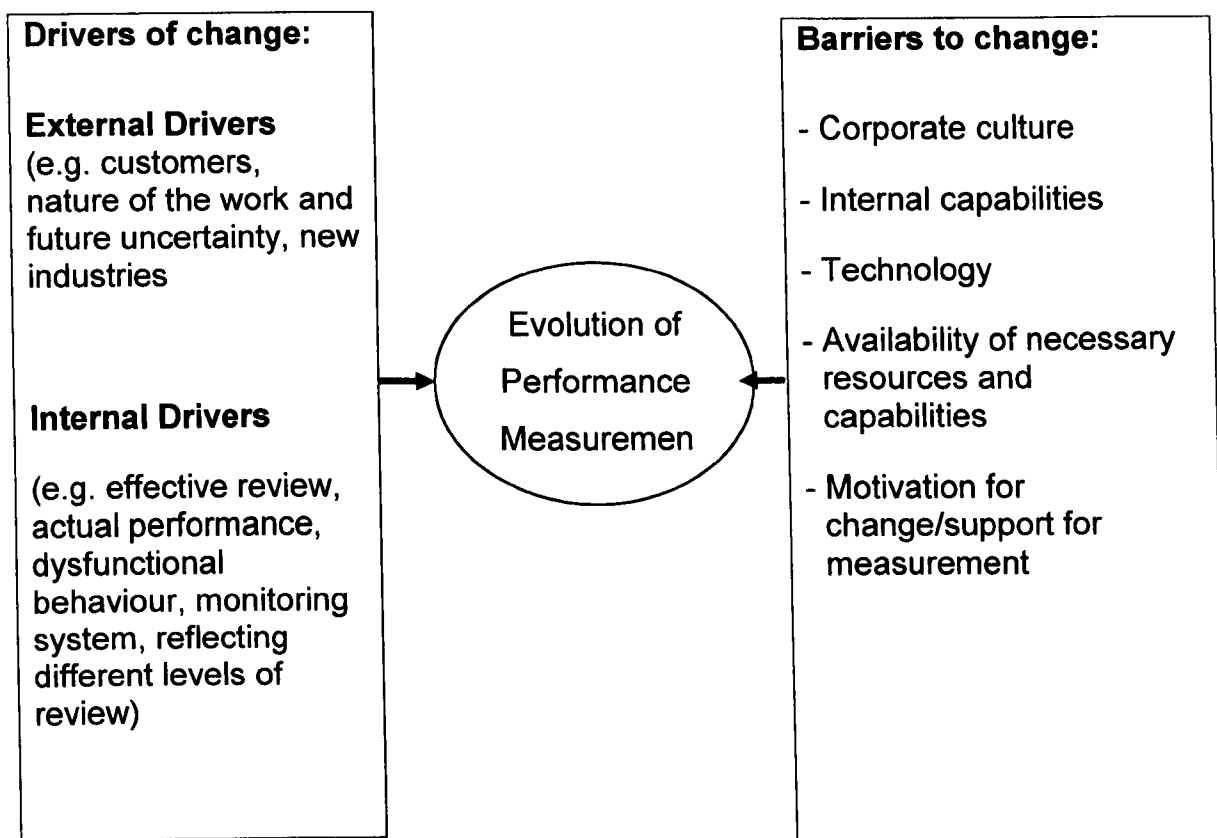 Drivers of change:
External Drivers
(e.g. customers,
nature of the work and
future uncertainty, new
industries
Internal Drivers
(e.g. effective review,
actual performance,
dysfunctional
behaviour, monitoring
system, reflecting
different levels of
review)
Evolution of
Performance
Measuremen
Barriers to change:
- Corporate culture
- Internal capabilities
- Technology
- Availability of necessary
resources and
capabilities
- Motivation for
change/support for
measurement